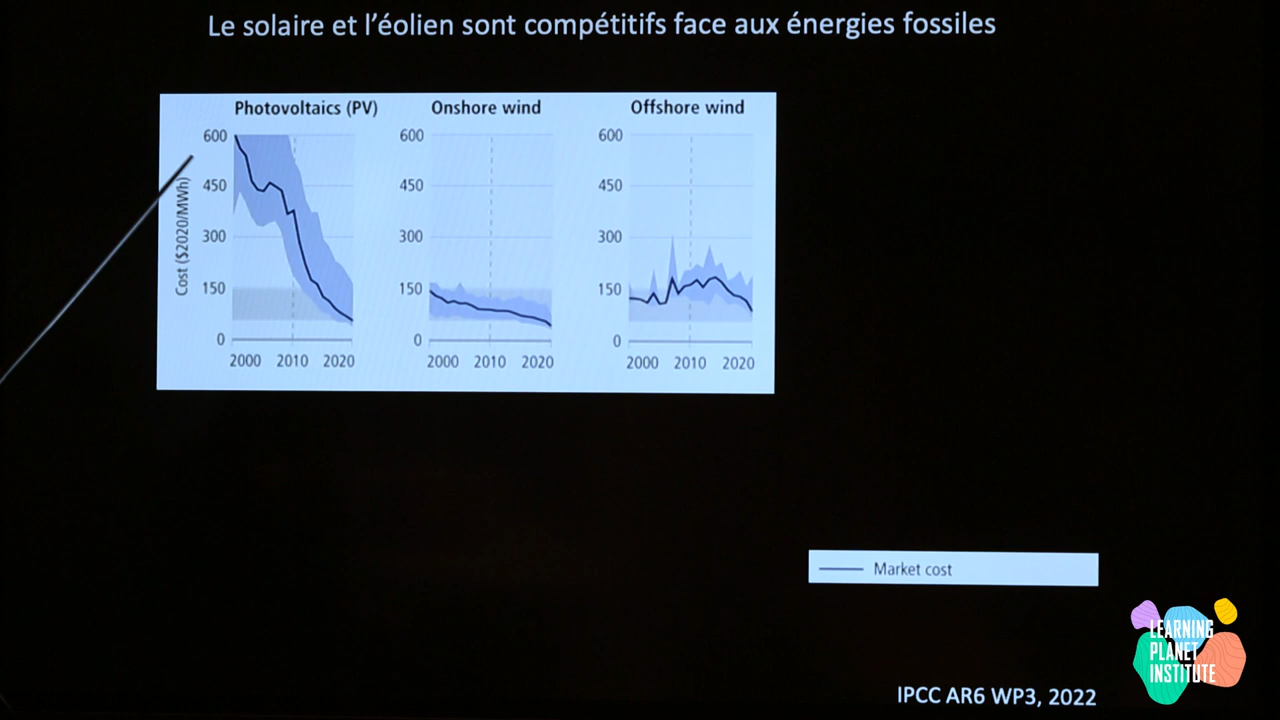 Le solaire et l’éolien sont compétitifs face aux énergies fossiles
Photovoltaics (PV)
Onshore wind
Offshore wind
Cost ($2020/MWh)
600
450
300
150
0
2000 2010 2020
600
450
300
150
0
2000 2010 2020
600
450
300
150
0
2000 2010 2020
Market cost
IPCC AR6 WP3, 2022
LEARNING
PLANET
INSTITUTE